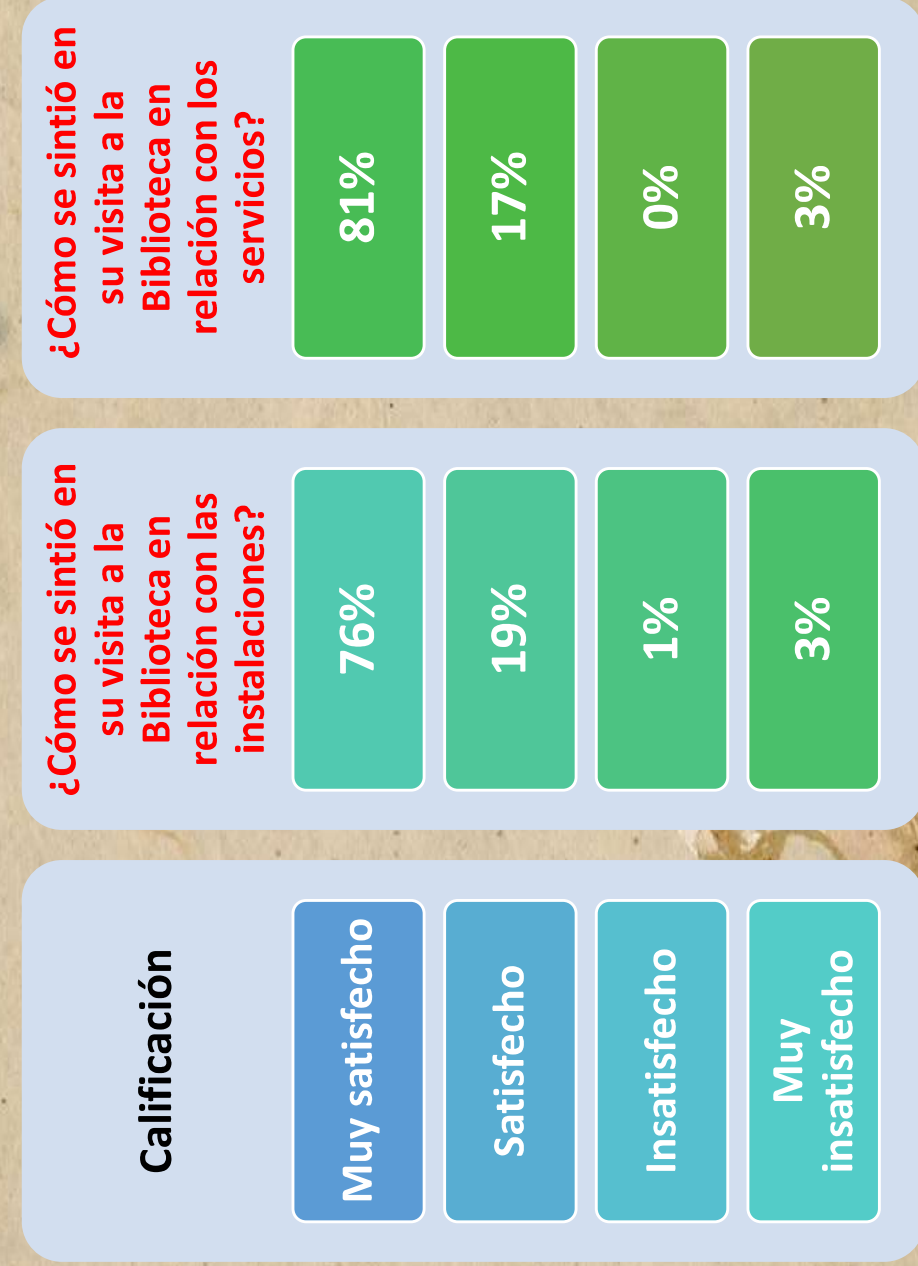 Calificación
Muy satisfecho
Satisfecho
Insatisfecho
Muy
insatisfecho
¿Cómo se sintió en
su visita a la
Biblioteca en
relación con las
instalaciones?
76%
19%
1%
3%
¿Cómo se sintió en
su visita a la
Biblioteca en
relación con los
servicios?
81%
17%
0%
3%